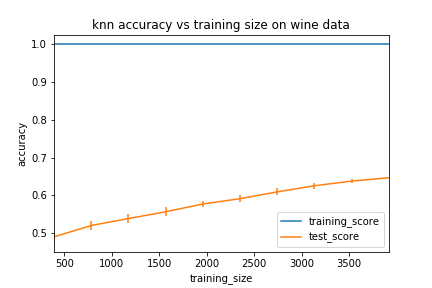 knn accuracy vs training size on wine data
1.0
0.9
0.8
0.7
0.6
0.5
accuracy
training_score
test_score
500 1000 1500 2000 2500 3000 3500
training_size